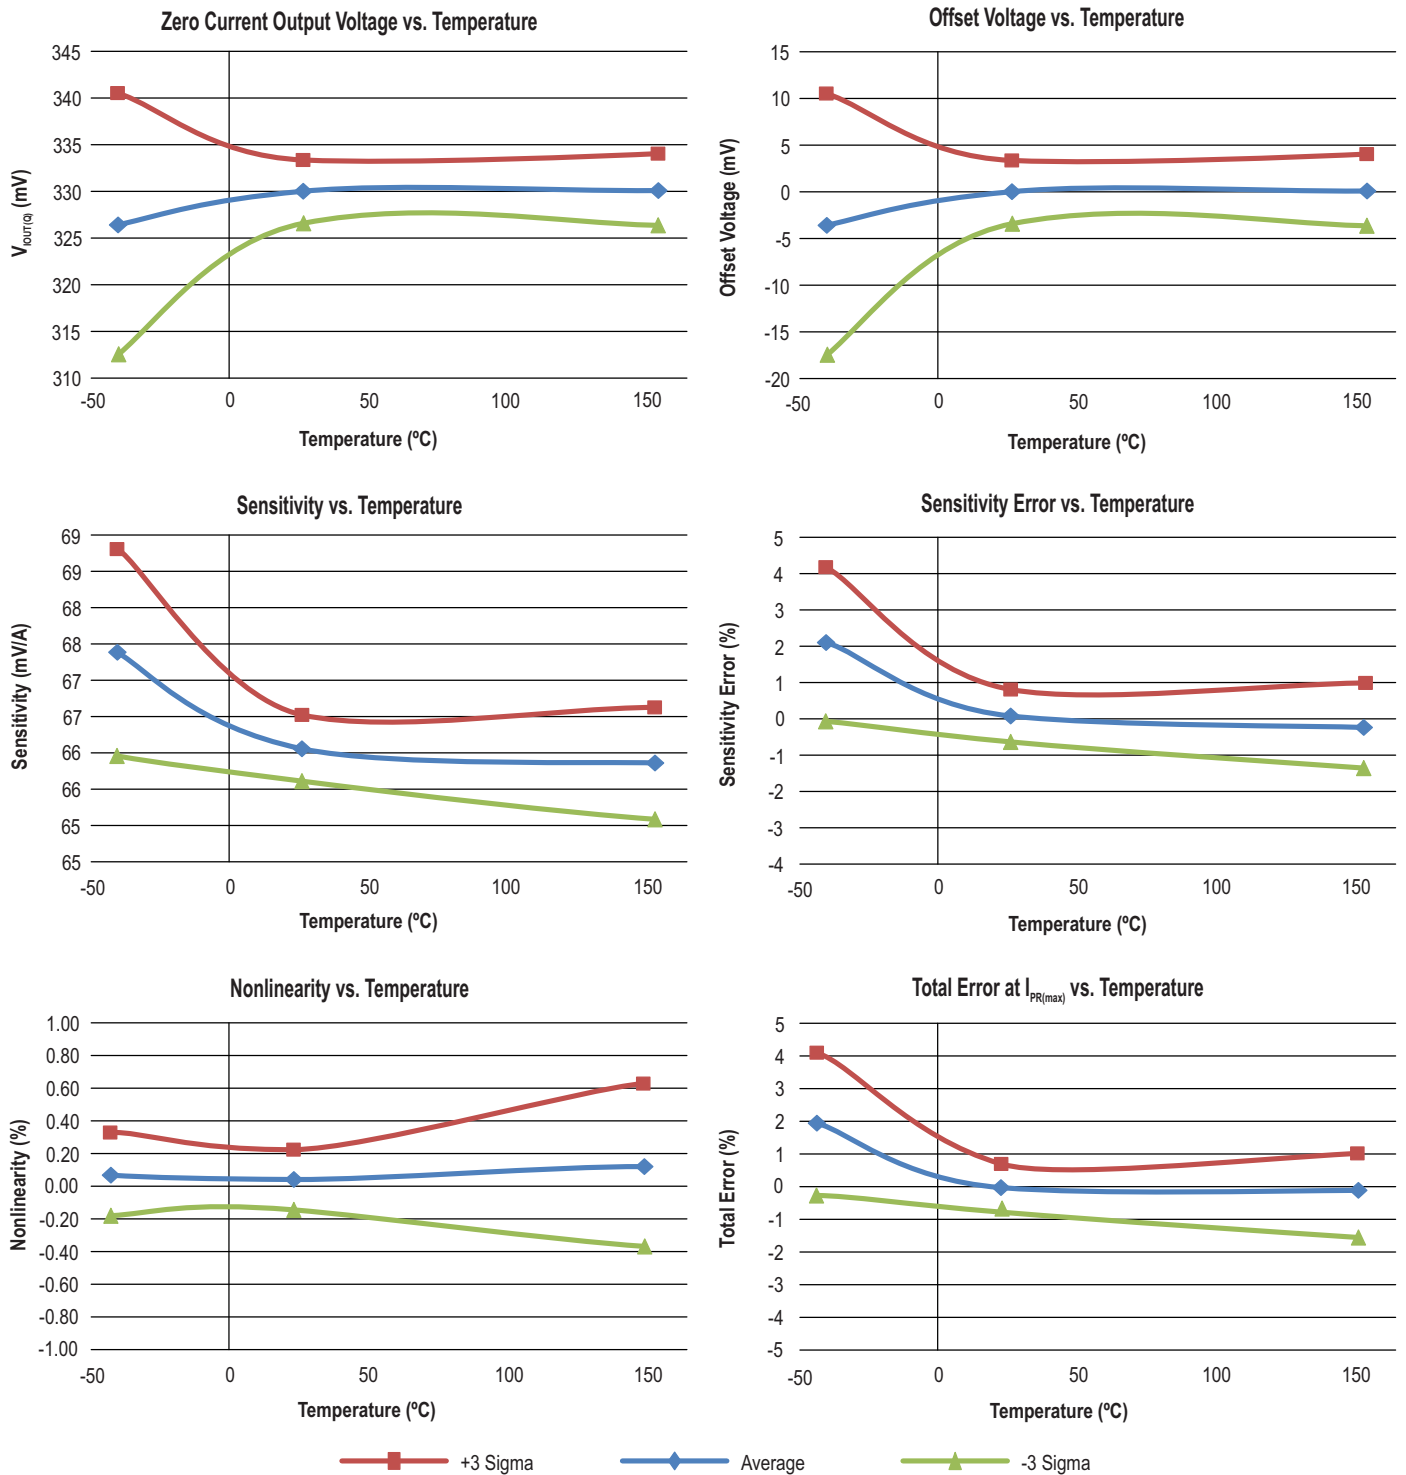 Zero Current Output Voltage vs. Temperature
345
340
335
330
325
320
315
310
VIOUT(Q) (mV)
-50 0 50 100 150
Temperature (ºC)
Offset Voltage vs. Temperature
15
10
5
0
-5
-10
-15
-20
Offset Voltage (mV)
-50 0 50 100 150
Temperature (ºC)
Sensitivity vs. Temperature
69
69
68
68
67
67
66
66
65
65
Sensitivity (mV/A)
-50 0 50 100 150
Temperature (ºC)
Sensitivity Error vs. Temperature
5
4
3
2
1
0
-1
-2
-3
-4
Sensitivity Error (%)
-50 0 50 100 150
Temperature (ºC)
Nonlinearity vs. Temperature
1.00
0.80
0.60
0.40
0.20
0.00
-0.20
-0.40
-0.60
-0.80
-1.00
Nonlinearity (%)
-50 0 50 100 150
Temperature (ºC)
Total Error at IPR(max) vs. Temperature
5
4
3
2
1
0
-1
-2
-3
-4
-5
Total Error (%)
-50 0 50 100 150
Temperature (ºC)
+3 Sigma Average -3 Sigma